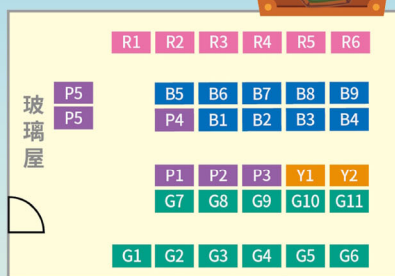 R1 R2 R3 R4 R5 R6
玻璃屋
P5
P5
B5 B6 B7 B8 B9
P4 B1 B2 B3 B4
P1 P2 P3 Y1 Y2
G7 G8 G9 G10 G11
G1 G2 G3 G4 G5 G6